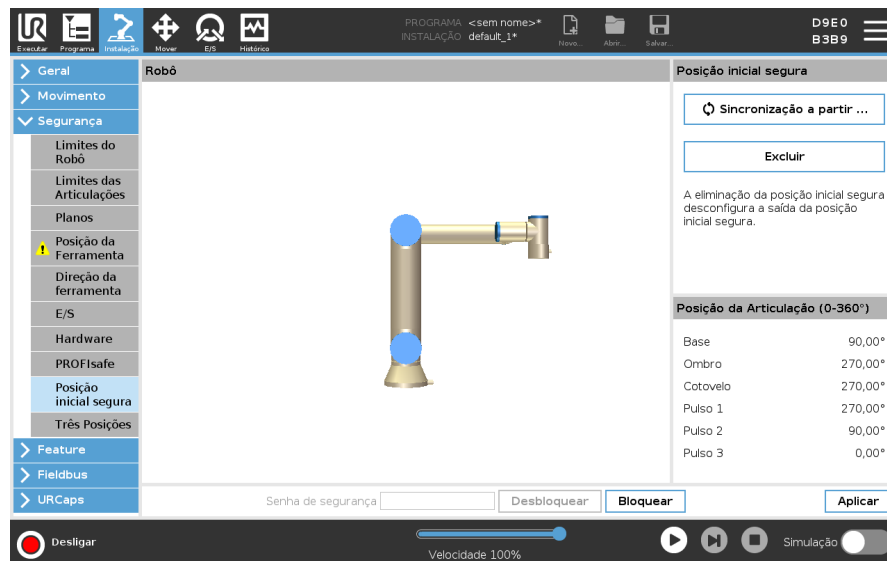 PROGRAMA <sem nome>*
INSTALAÇÃO default_1*
Executar
Programa
Instalação
Mover
E/S
Histórico
Novo...
Abrir...
Salvar...
D9E0
B3B9
Geral
Movimento
Segurança
Limites do
Robô
Limites das
Articulações
Planos
Posição da
Ferramenta
Direção da
ferramenta
E/S
Hardware
PROFIsafe
Posição
inicial segura
Três Posições
Feature
Fieldbus
URCaps
Robô
Posição inicial segura
Sincronização a partir ...
Excluir
A eliminação da posição inicial segura
desconfigura a saída da posição
inicial segura.
Posição da Articulação (0-360°)
Base 90,00°
Ombro 270,00°
Cotovelo 270,00°
Pulso 1 270,00°
Pulso 2 90,00°
Pulso 3 0,00°
Senha de segurança
Desbloquear
Bloquear
Aplicar
Desligar
Velocidade 100%
Simulação